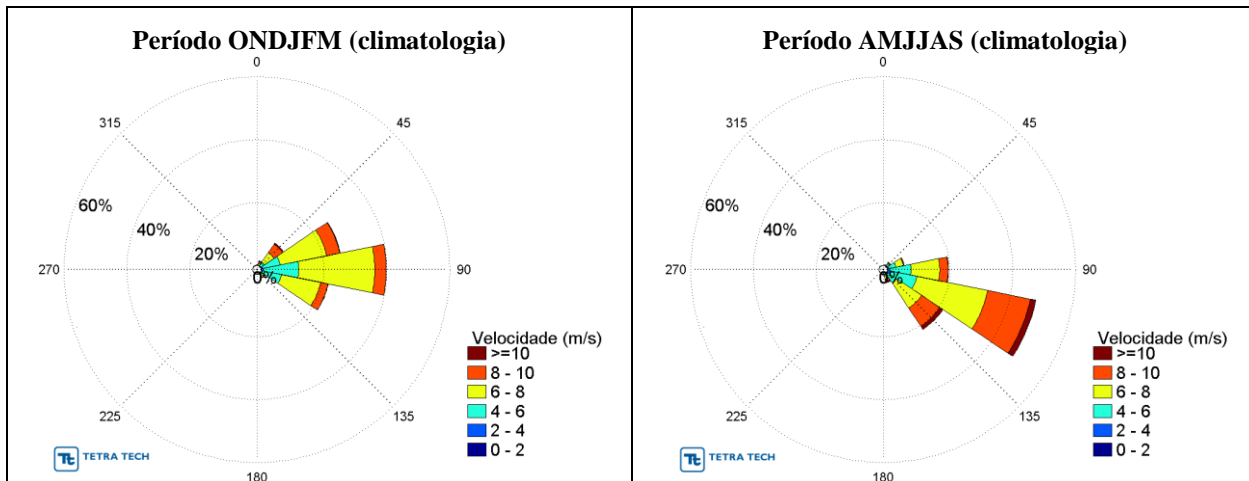 Período ONDJFM (climatologia)
0
315
45
60%
40%
20%
0%
270
90
225
135
180
Velocidade (m/s)
>=10
8 - 10
6 - 8
4 - 6
2 - 4
0 - 2
Tt TETRA TECH
Período AMJJAS (climatologia)
0
315
45
60%
40%
20%
0%
270
90
225
135
180
Velocidade (m/s)
>=10
8 - 10
6 - 8
4 - 6
2 - 4
0 - 2
Tt TETRA TECH